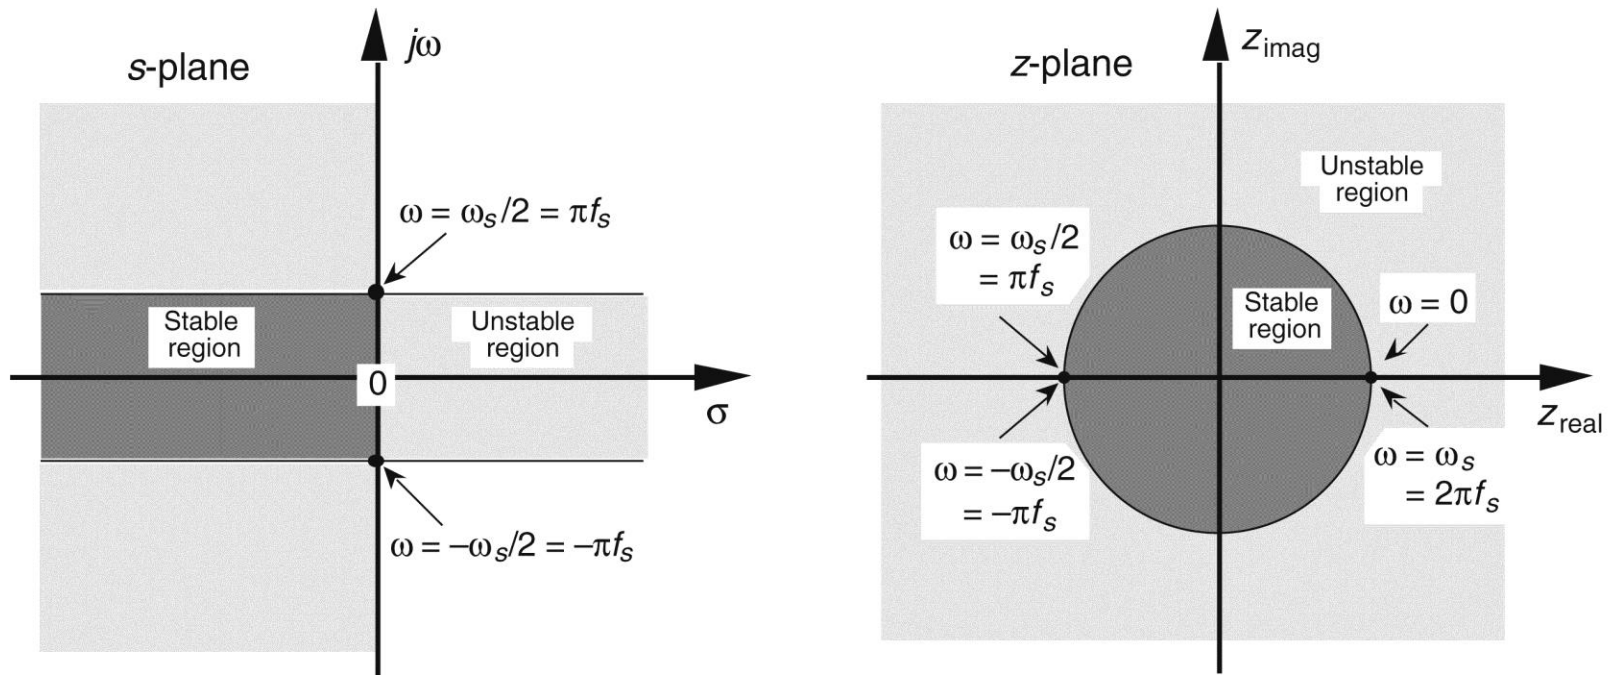 s-plane
jω
ω = ωs/2 = πfs
Stable
region
Unstable
region
0
σ
ω = –ωs/2 = –πfs
z-plane
zimag
Unstable
region
ω = ωs/2
= πfs
Stable
region
ω = 0
zreal
ω = –ωs/2
= –πfs
ω = ωs
= 2πfs